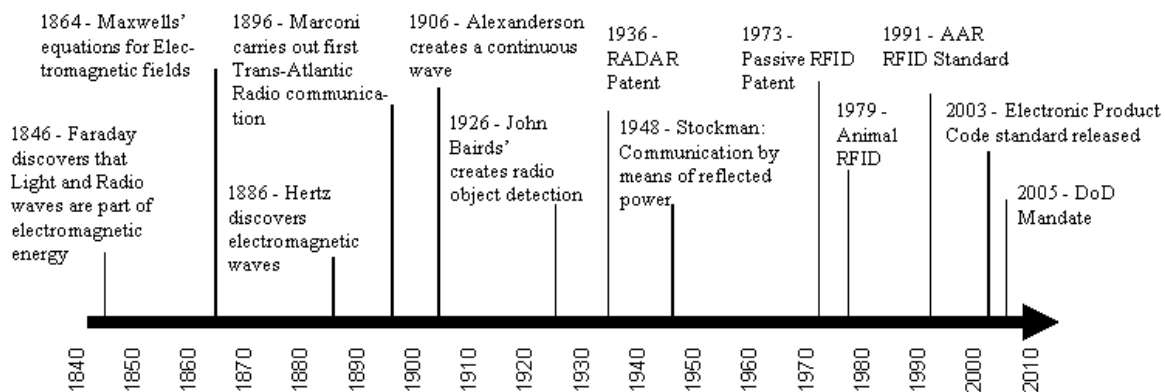 1864 - Maxwells'
equations for Elec-
tromagnetic fields
1896 - Marconi
carries out first
Trans-Atlantic
Radio communica-
tion
1906 - Alexanderson
creates a continuous
wave
1936 -
RADAR
Patent
1973 -
Passive RFID
Patent
1991 - AAR
RFID Standard
1846 - Faraday
discovers that
Light and Radio
waves are part of
electromagnetic
energy
1886 - Hertz
discovers
electromagnetic
waves
1926 - John
Bairds'
creates radio
object detection
1948 - Stockman:
Communication by
means of reflected
power
1979 -
Animal
RFID
2003 - Electronic Product
Code standard released
2005 - DoD
Mandate
1840
1850
1860
1870
1880
1890
1900
1910
1920
1930
1940
1950
1960
1970
1980
1990
2000
2010